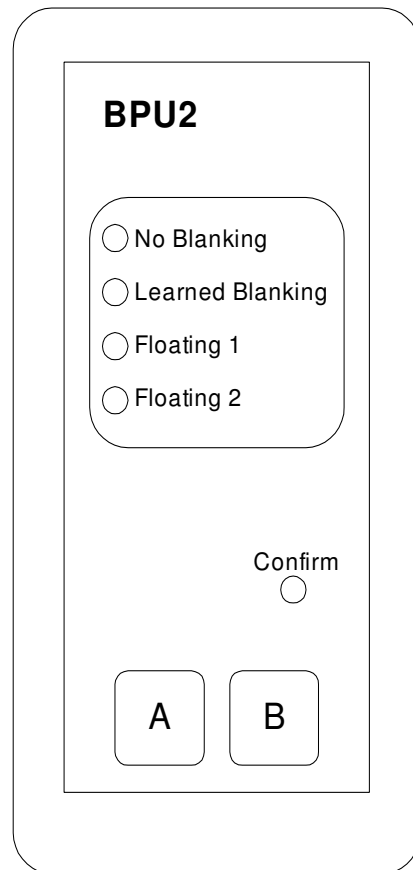 BPU2
No Blanking
Learned Blanking
Floating 1
Floating 2
Confirm
A B